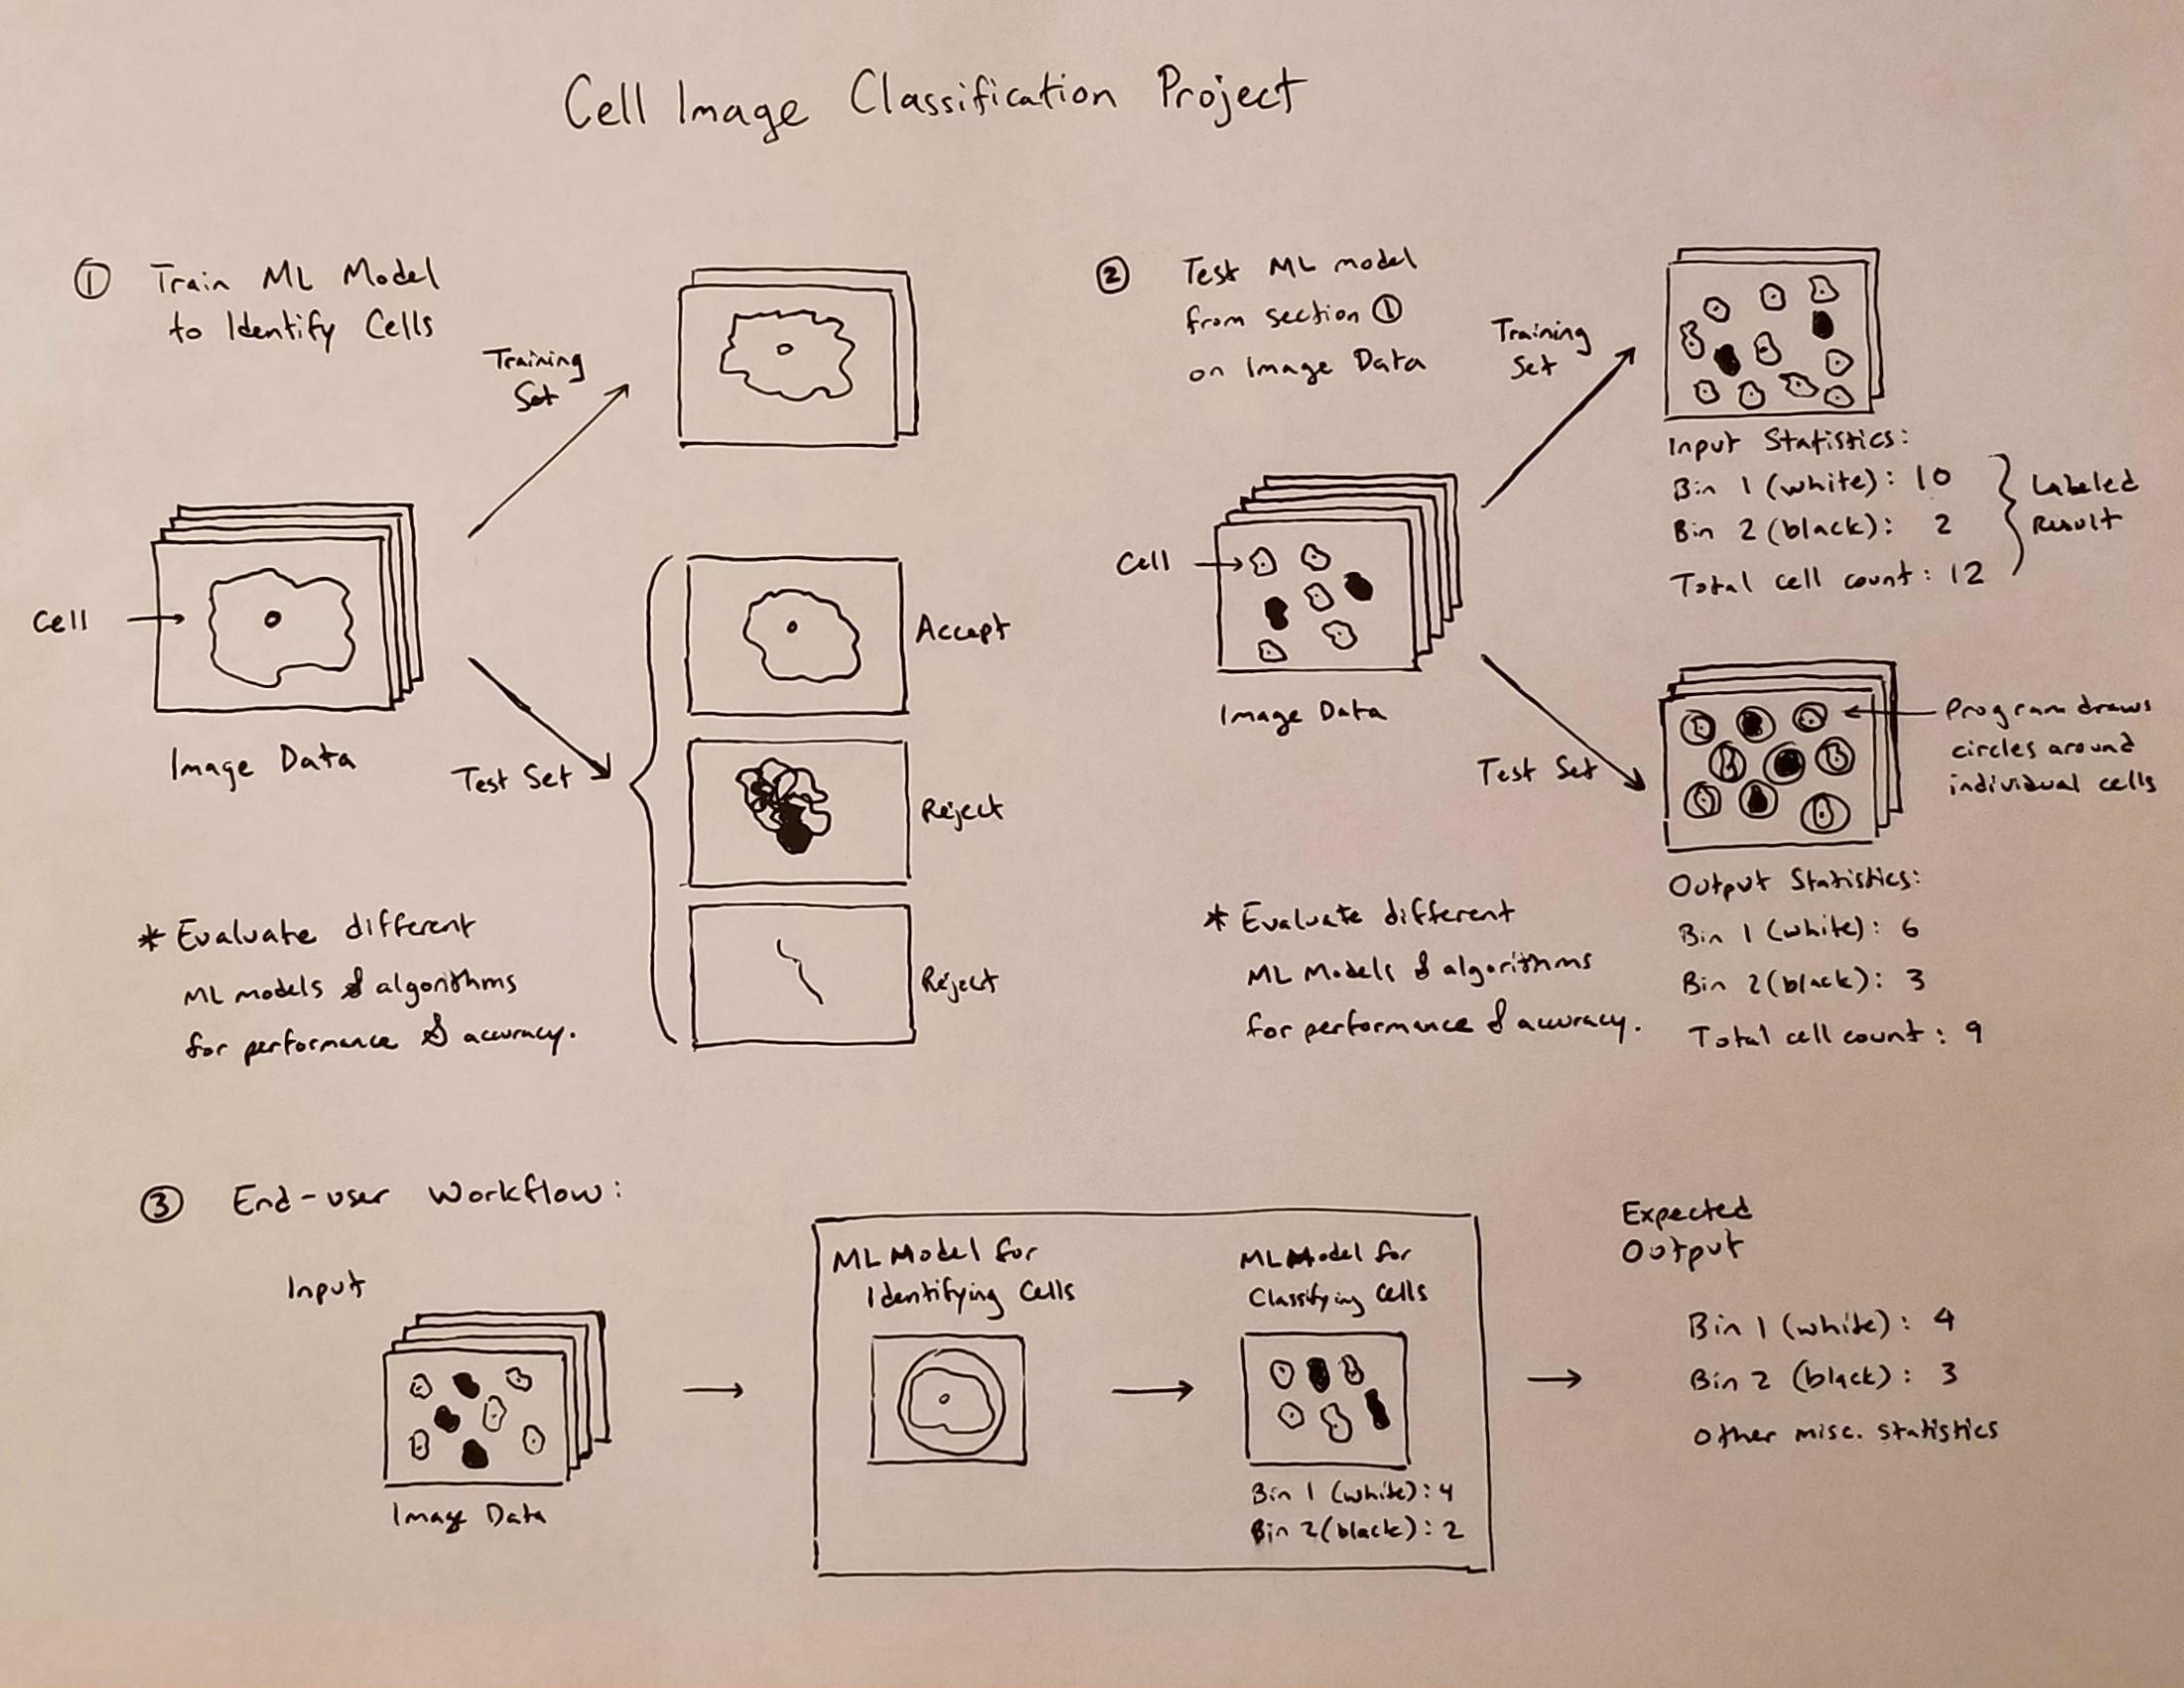 Cell Image Classification Project
① Train ML Model
to Identify Cells
Training
Set
Cell
Image Data
Test Set
Accept
Reject
Reject
* Evaluate different
ML models & algorithms
for performance & accuracy.
② Test ML model
from section ①
on Image Data
Training
Set
Cell
Image Data
Test Set
Input Statistics:
Bin 1 (white): 10
Bin 2 (black): 2
Total cell count: 12
Labeled
result
Program draws
circles around
individual cells
Output Statistics:
Bin 1 (white): 6
Bin 2 (black): 3
Total cell count: 9
* Evaluate different
ML Models & algorithms
for performance & accuracy.
③ End-user Workflow:
Input
Image Data
ML Model for
Identifying Cells
ML Model for
Classifying Cells
Bin 1 (white): 4
Bin 2 (black): 2
Expected
Output
Bin 1 (white): 4
Bin 2 (black): 3
Other misc. statistics